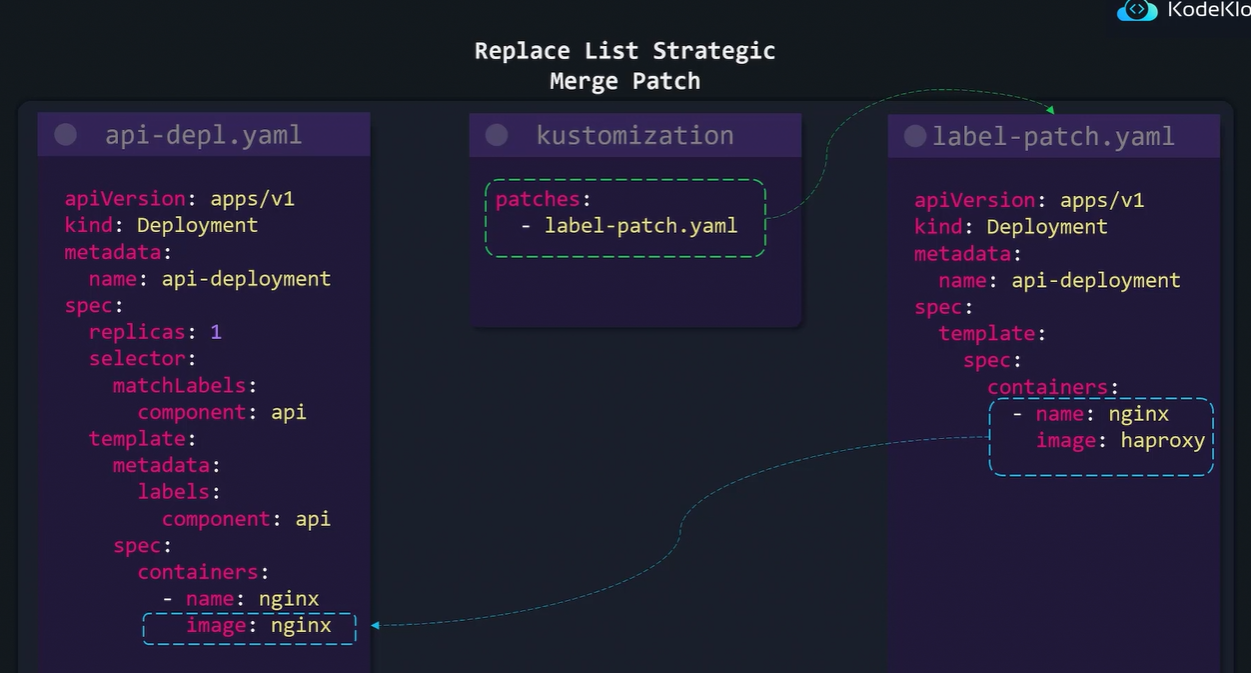 KodeKlo
Replace List Strategic
Merge Patch
api-depl.yaml
apiVersion: apps/v1
kind: Deployment
metadata:
  name: api-deployment
spec:
  replicas: 1
  selector:
    matchLabels:
      component: api
  template:
    metadata:
      labels:
        component: api
    spec:
      containers:
        - name: nginx
          image: nginx
kustomization
patches:
  - label-patch.yaml
label-patch.yaml
apiVersion: apps/v1
kind: Deployment
metadata:
  name: api-deployment
spec:
  template:
    spec:
      containers:
        - name: nginx
          image: haproxy